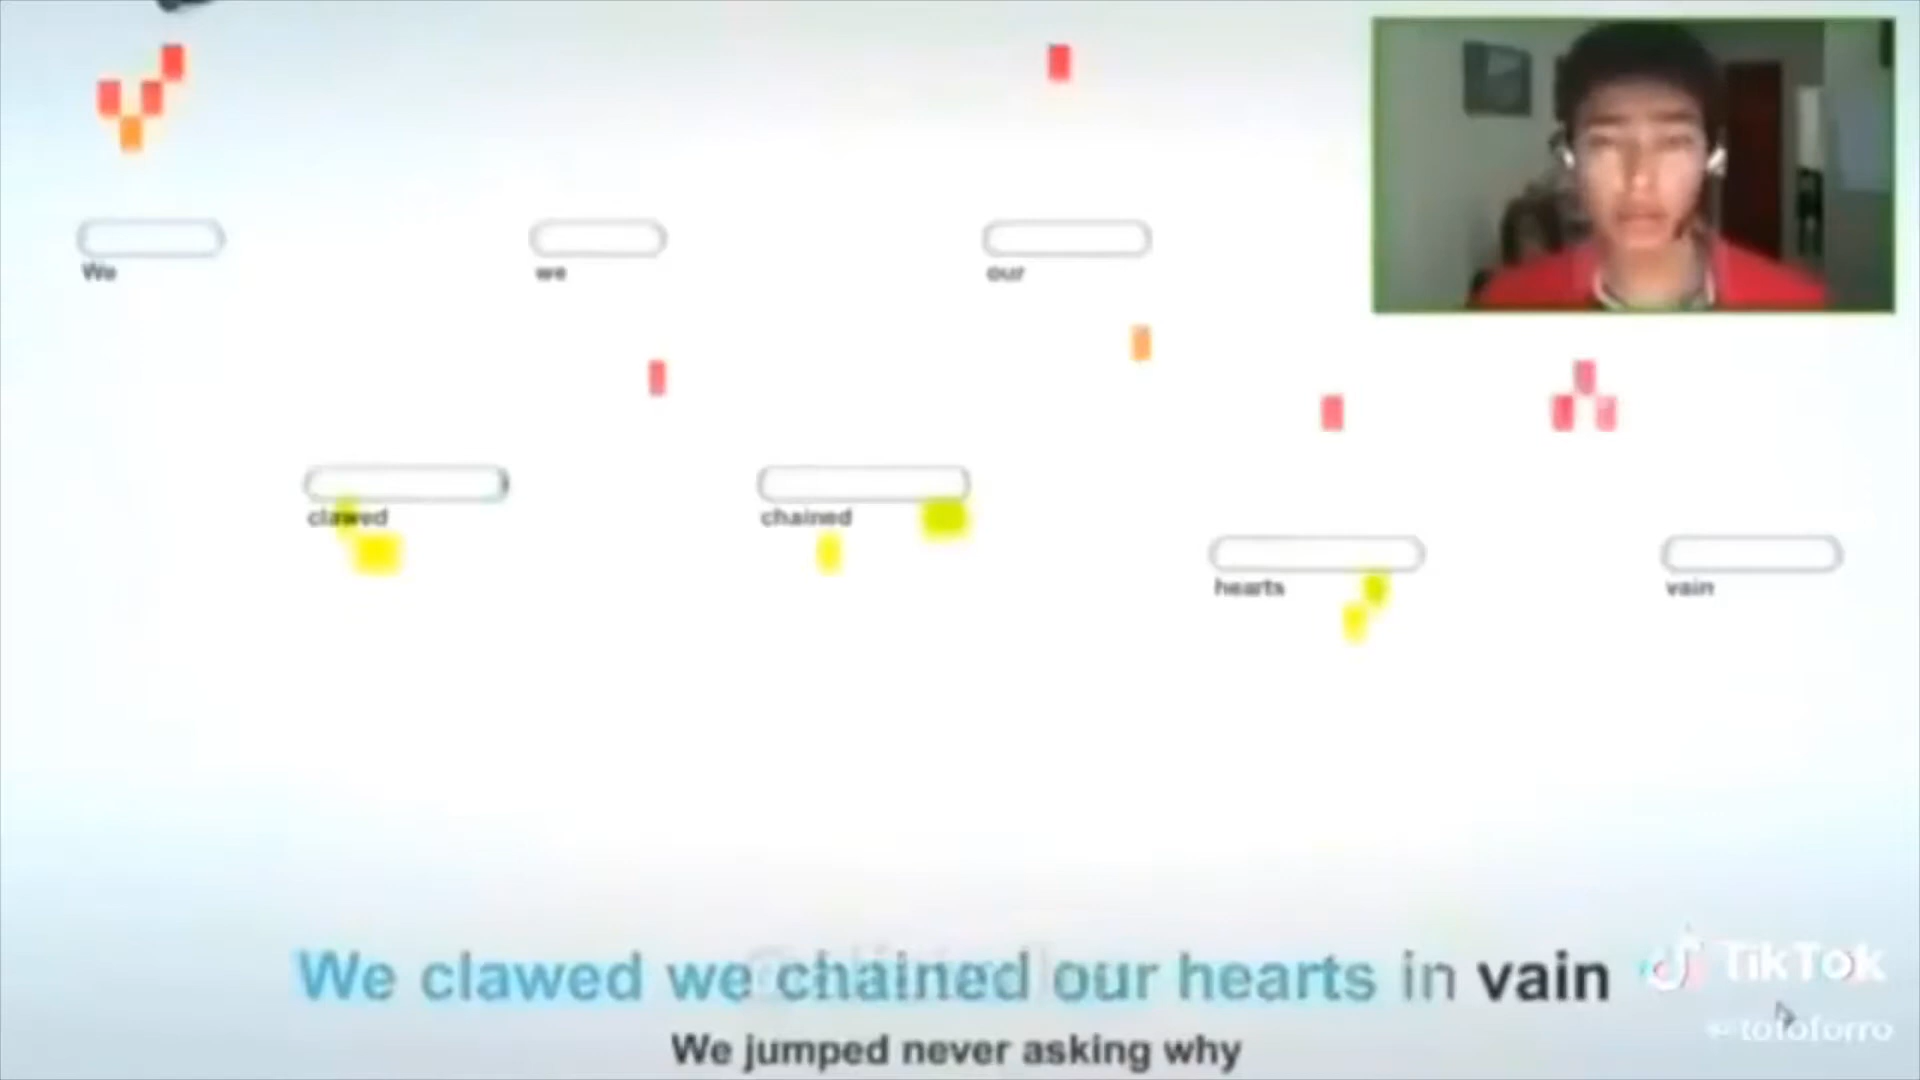 We
we
our
clawed
chained
hearts
vain
We clawed we chained our hearts in vain
We jumped never asking why
TikTok